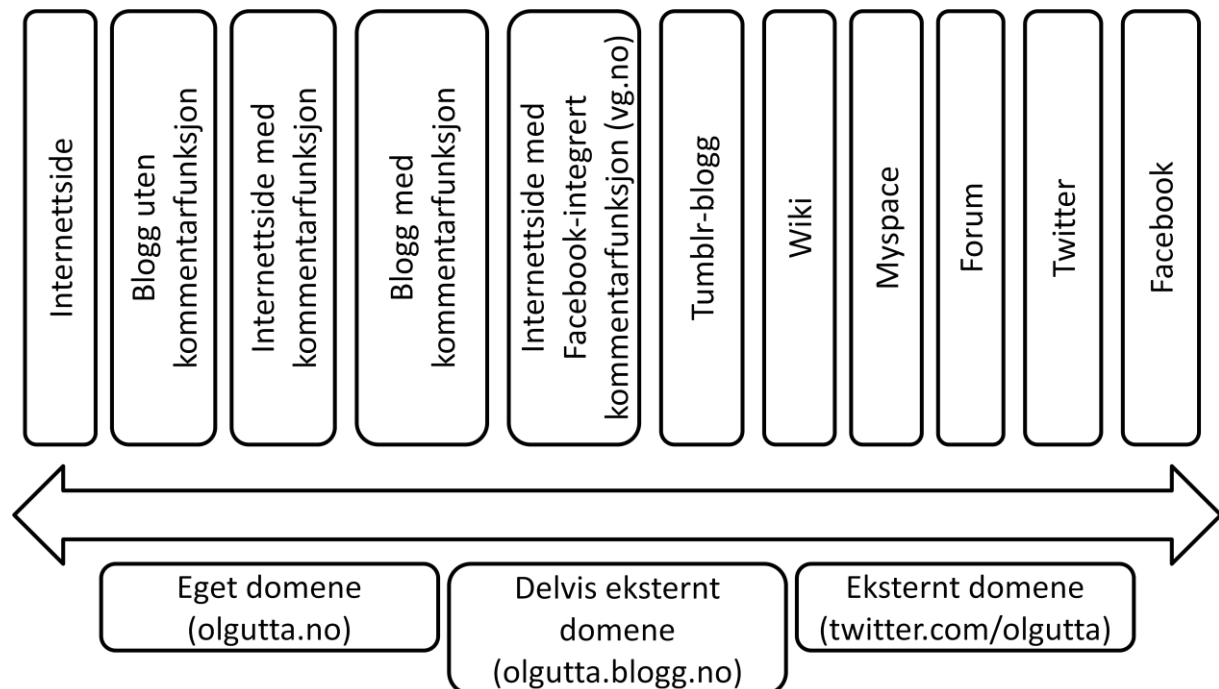 Internettside
Blogg uten
kommentarfunksjon
Internettside med
kommentarfunksjon
Blogg med
kommentarfunksjon
Internettside med
Facebook-integrert
kommentarfunksjon (vg.no)
Tumblr-blogg
Wiki
Myspace
Forum
Twitter
Facebook
Eget domene
(olgutta.no)
Delvis eksternt
domene
(olgutta.blogg.no)
Eksternt domene
(twitter.com/olgutta)